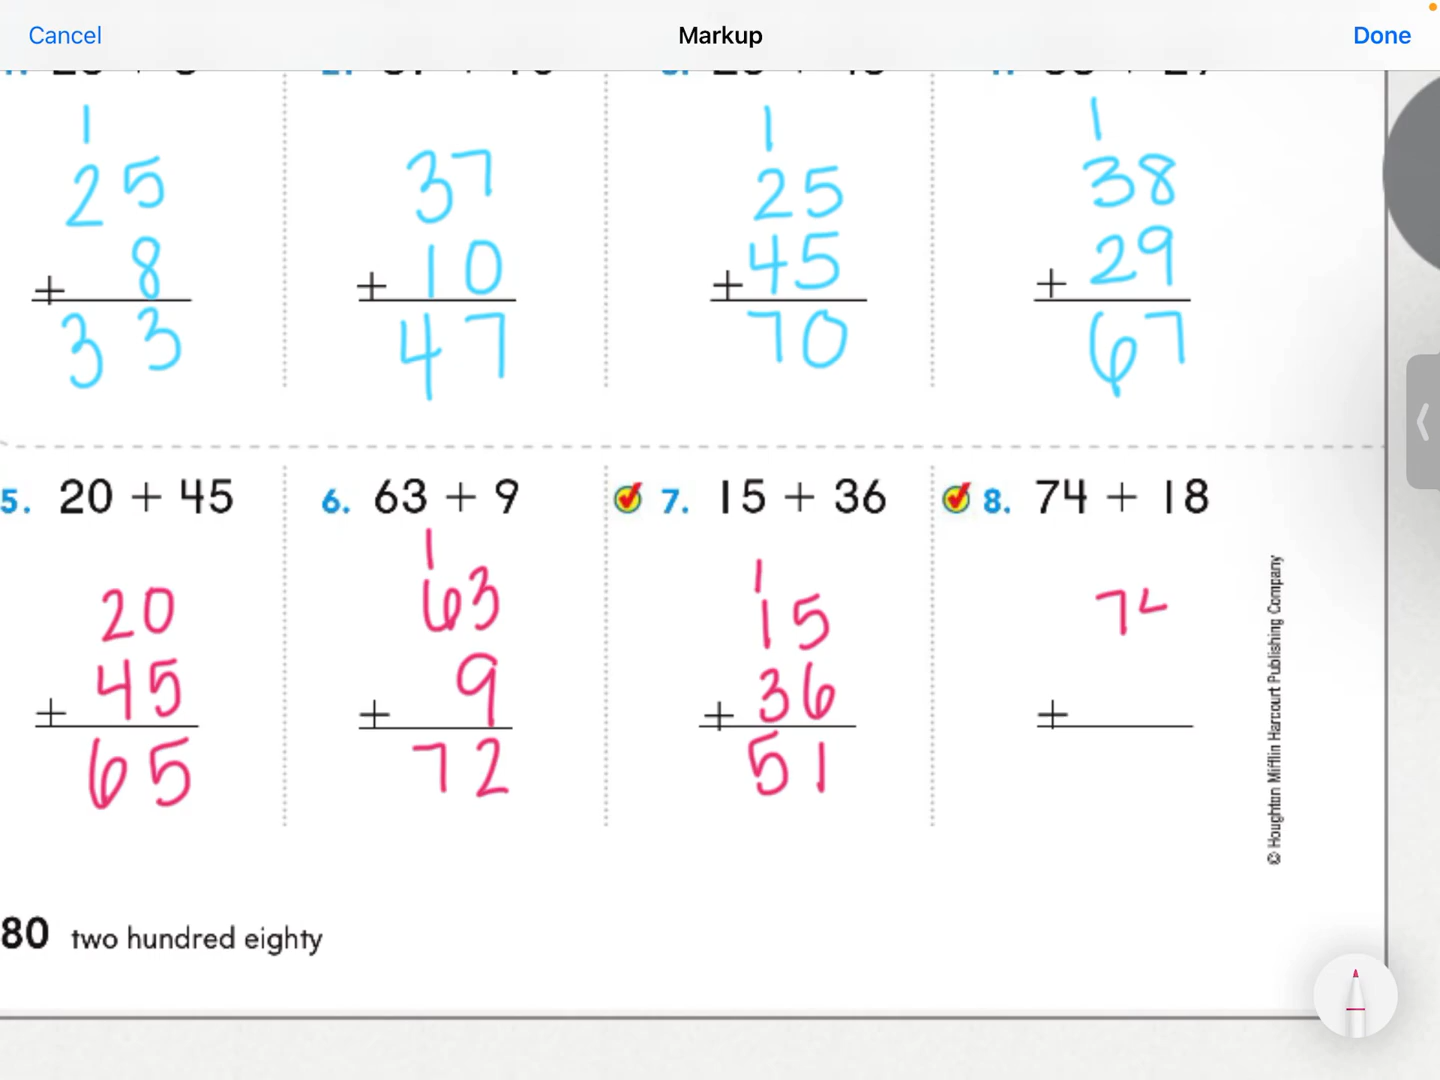 Cancel Markup Done
1 1 1
25 37 25 38
+ 8 + 10 + 45 + 29
33 47 70 67
5. 20 + 45 6. 63 + 9 7. 15 + 36 8. 74 + 18
1 1
20 63 15 74
+ 45 + 9 + 36 +
65 72 51
© Houghton Mifflin Harcourt Publishing Company
80 two hundred eighty